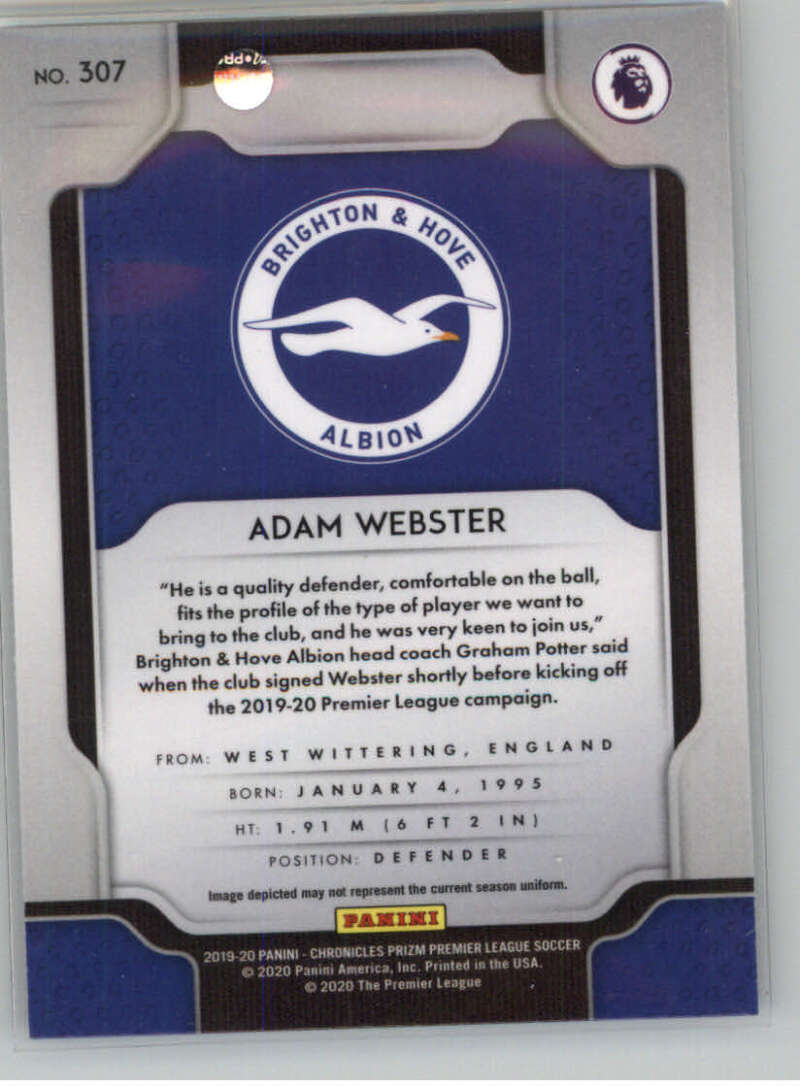 NO. 307
BRIGHTON & HOVE
ALBION
ADAM WEBSTER
“He is a quality defender, comfortable on the ball,
fits the profile of the type of player we want to
bring to the club, and he was very keen to join us,”
Brighton & Hove Albion head coach Graham Potter said
when the club signed Webster shortly before kicking off
the 2019-20 Premier League campaign.
FROM: WEST WITTERING, ENGLAND
BORN: JANUARY 4, 1995
HT: 1.91 M (6 FT 2 IN)
POSITION: DEFENDER
Image depicted may not represent the current season uniform.
PANINI
2019-20 PANINI - CHRONICLES PRIZM PREMIER LEAGUE SOCCER
© 2020 Panini America, Inc. Printed in the USA.
© 2020 The Premier League